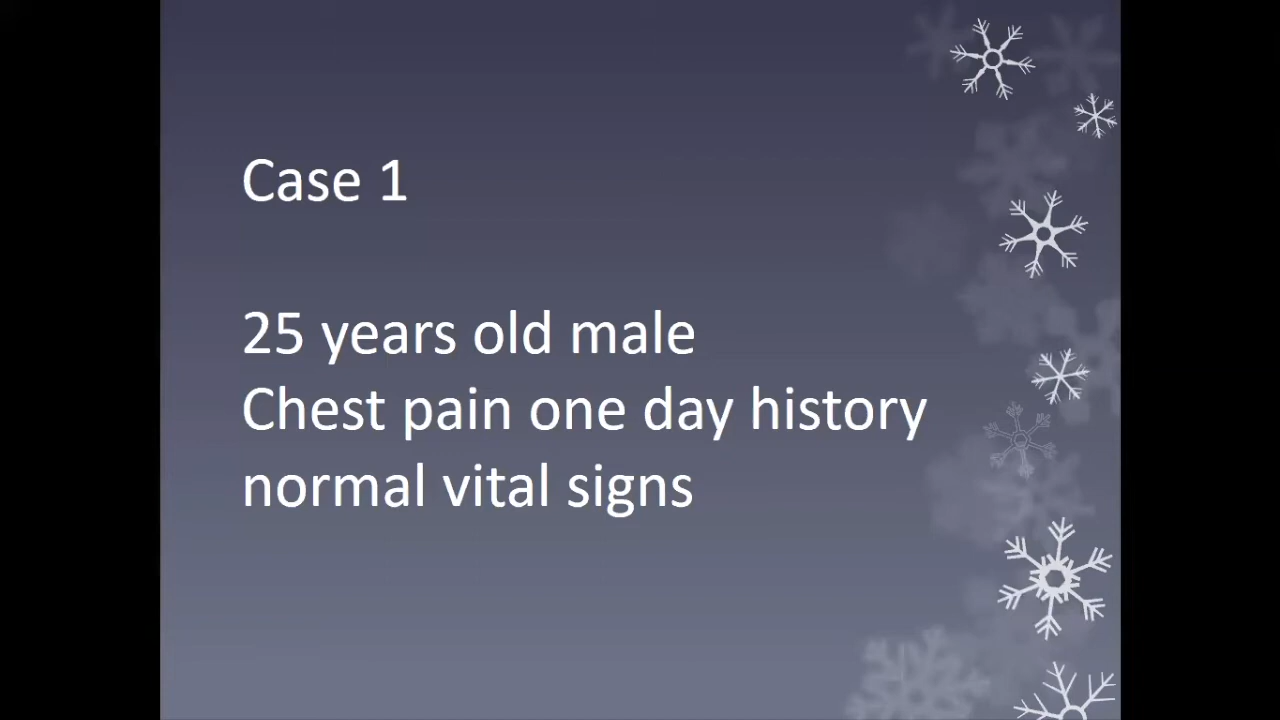 Case 1
25 years old male
Chest pain one day history
normal vital signs